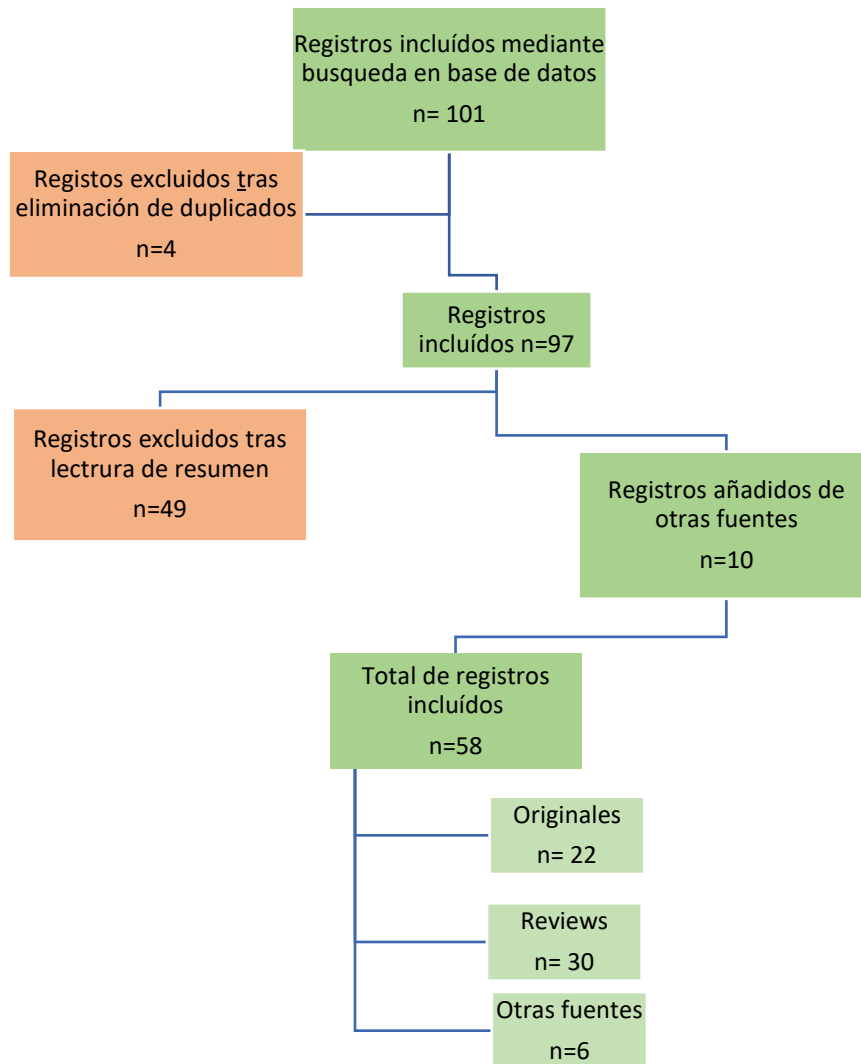 Registros incluídos mediante
busqueda en base de datos
n= 101
Registos excluidos tras
eliminación de duplicados
n=4
Registros
incluídos n=97
Registros excluidos tras
lectrura de resumen
n=49
Registros añadidos de
otras fuentes
n=10
Total de registros
incluídos
n=58
Originales
n= 22
Reviews
n= 30
Otras fuentes
n=6